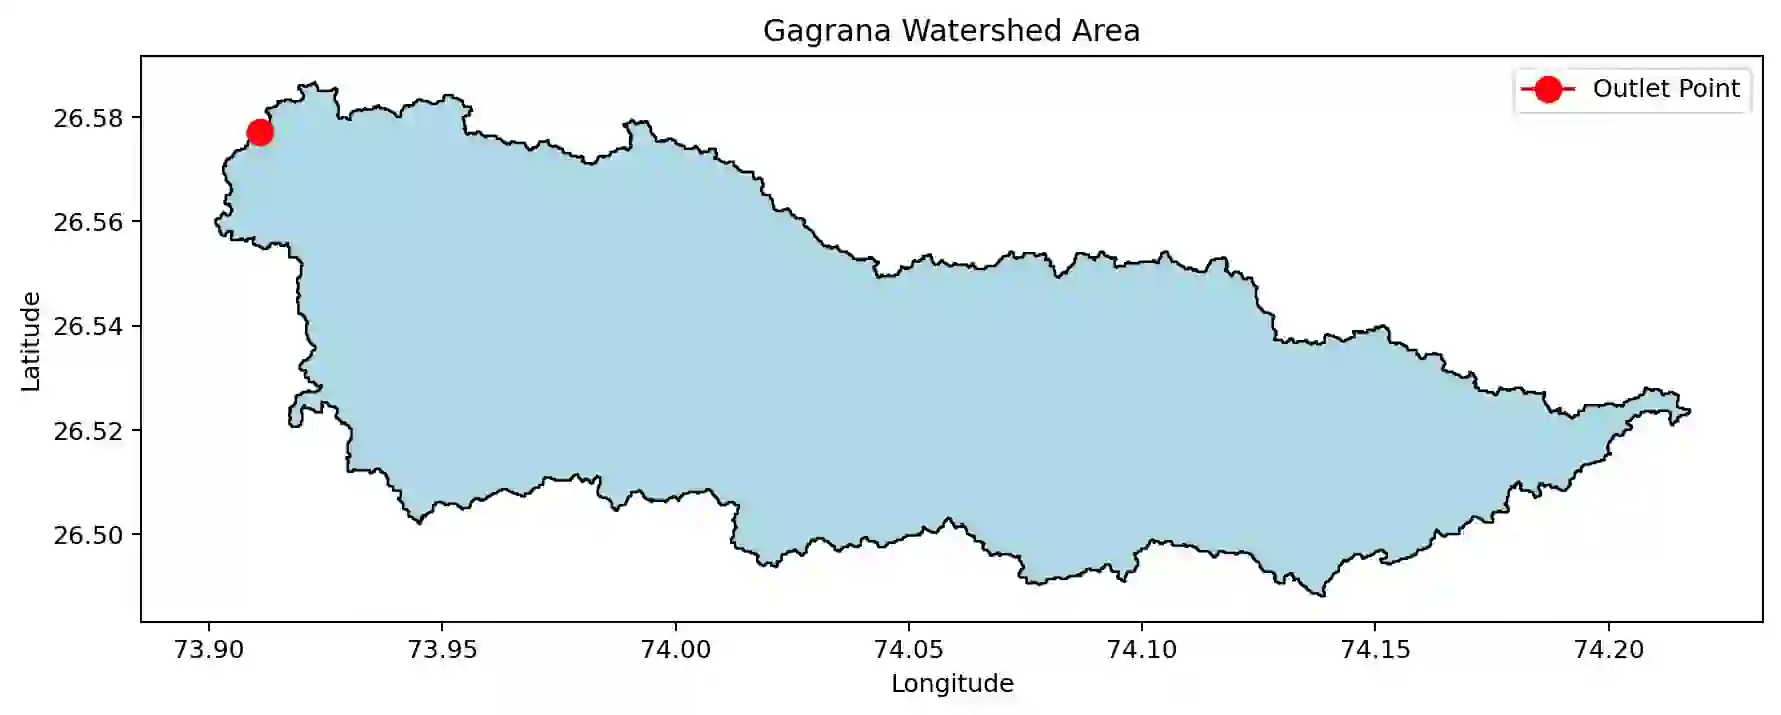 Gagrana Watershed Area
Outlet Point
26.58
26.56
26.54
26.52
26.50
Latitude
73.90 73.95 74.00 74.05 74.10 74.15 74.20
Longitude